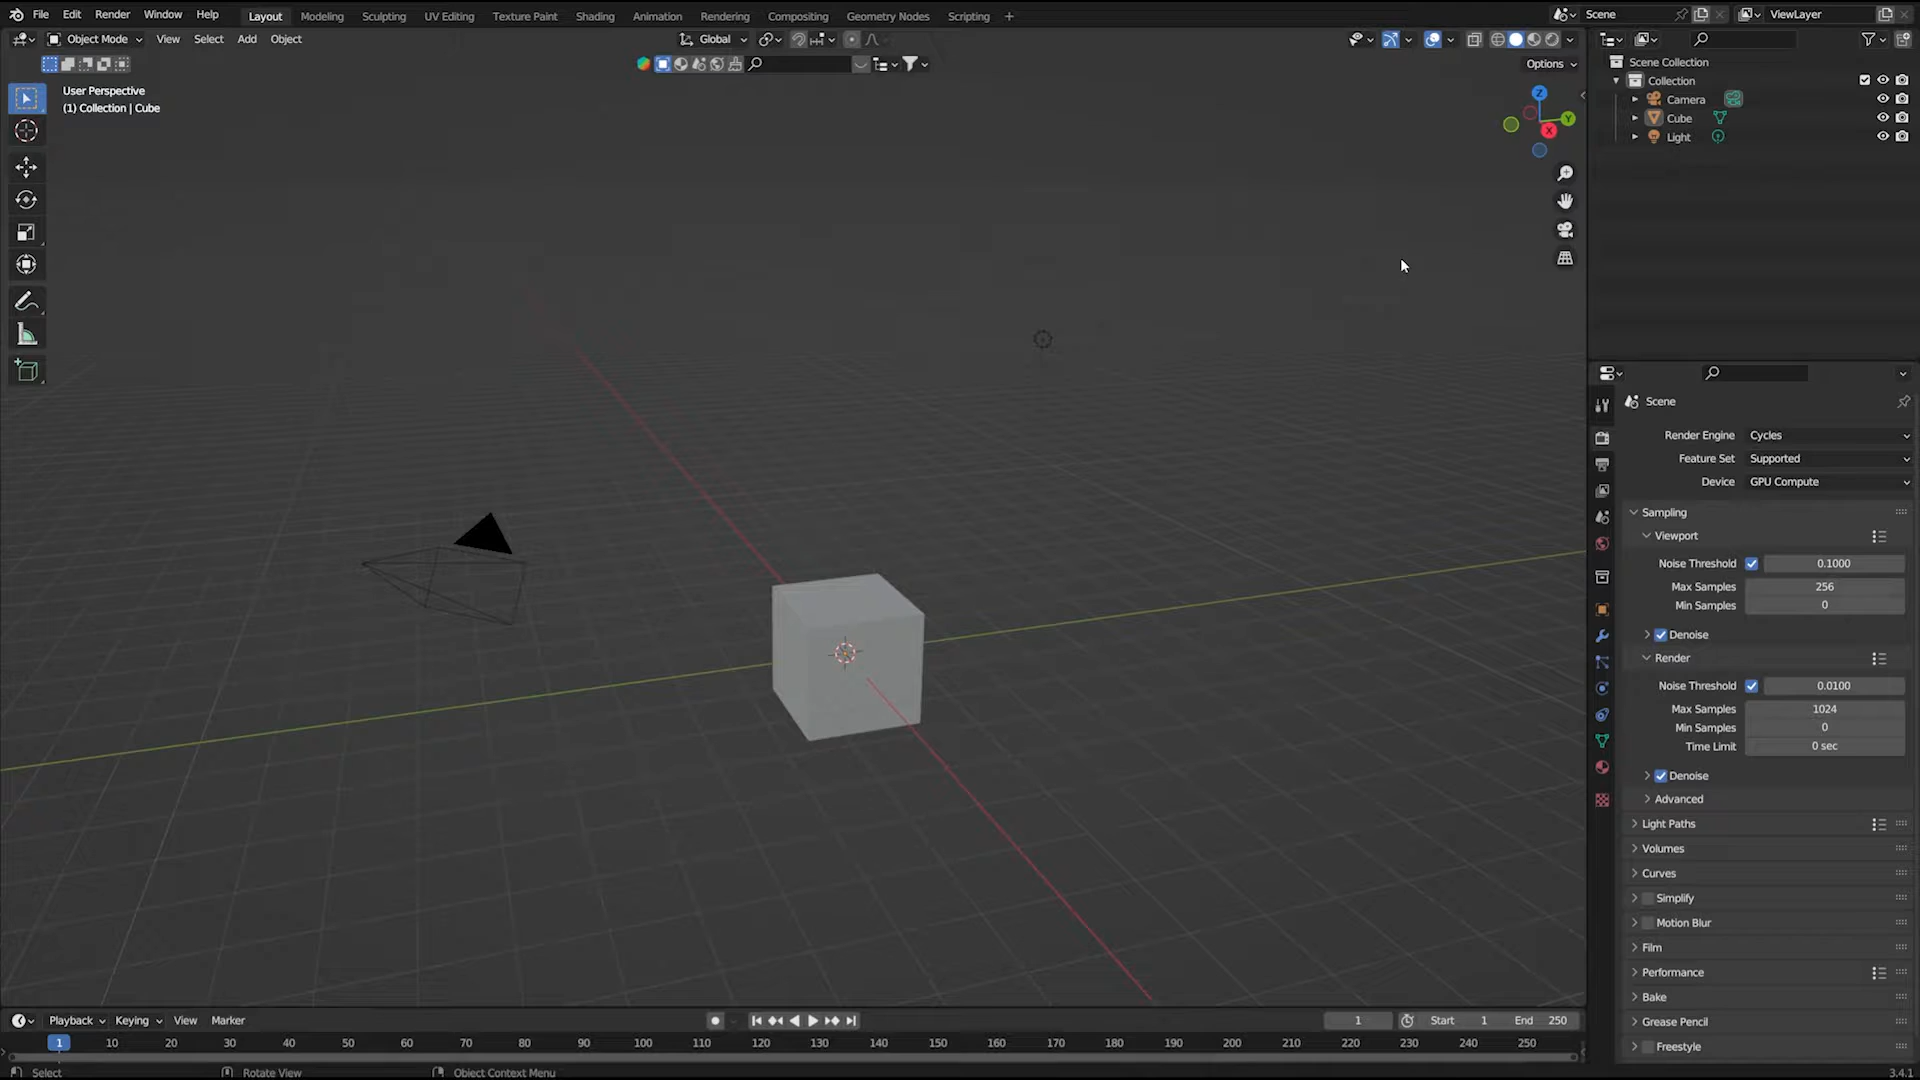 File Edit Render Window Help Layout Modeling Sculpting UV Editing Texture Paint Shading Animation Rendering Compositing Geometry Nodes Scripting + Scene ViewLayer
Object Mode View Select Add Object Global
Options
User Perspective
(1) Collection | Cube
Z
Y
X
Scene Collection
Collection
Camera
Cube
Light
Scene
Render Engine Cycles
Feature Set Supported
Device GPU Compute
Sampling
Viewport
Noise Threshold 0.1000
Max Samples 256
Min Samples 0
Denoise
Render
Noise Threshold 0.0100
Max Samples 1024
Min Samples 0
Time Limit 0 sec
Denoise
Advanced
Light Paths
Volumes
Curves
Simplify
Motion Blur
Film
Performance
Bake
Grease Pencil
Freestyle
Playback Keying View Marker 1 Start 1 End 250
1 10 20 30 40 50 60 70 80 90 100 110 120 130 140 150 160 170 180 190 200 210 220 230 240 250
Select Rotate View Object Context Menu 3.4.1